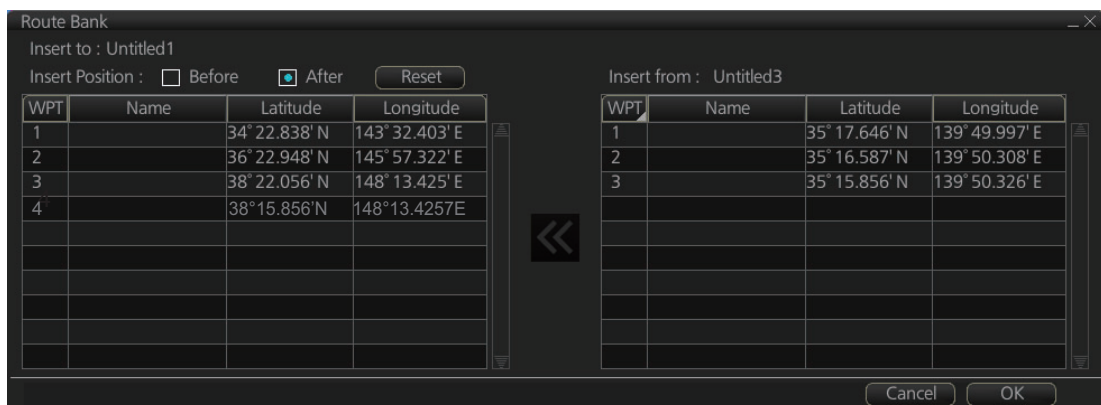 Route Bank
Insert to : Untitled1
Insert Position : Before After Reset Insert from : Untitled3
WPT Name Latitude Longitude WPT Name Latitude Longitude
1 34° 22.838' N 143° 32.403' E 1 35° 17.646' N 139° 49.997' E
2 36° 22.948' N 145° 57.322' E 2 35° 16.587' N 139° 50.308' E
3 38° 22.056' N 148° 13.425' E 3 35° 15.856' N 139° 50.326' E
4 38°15.856'N 148°13.4257E
Cancel OK